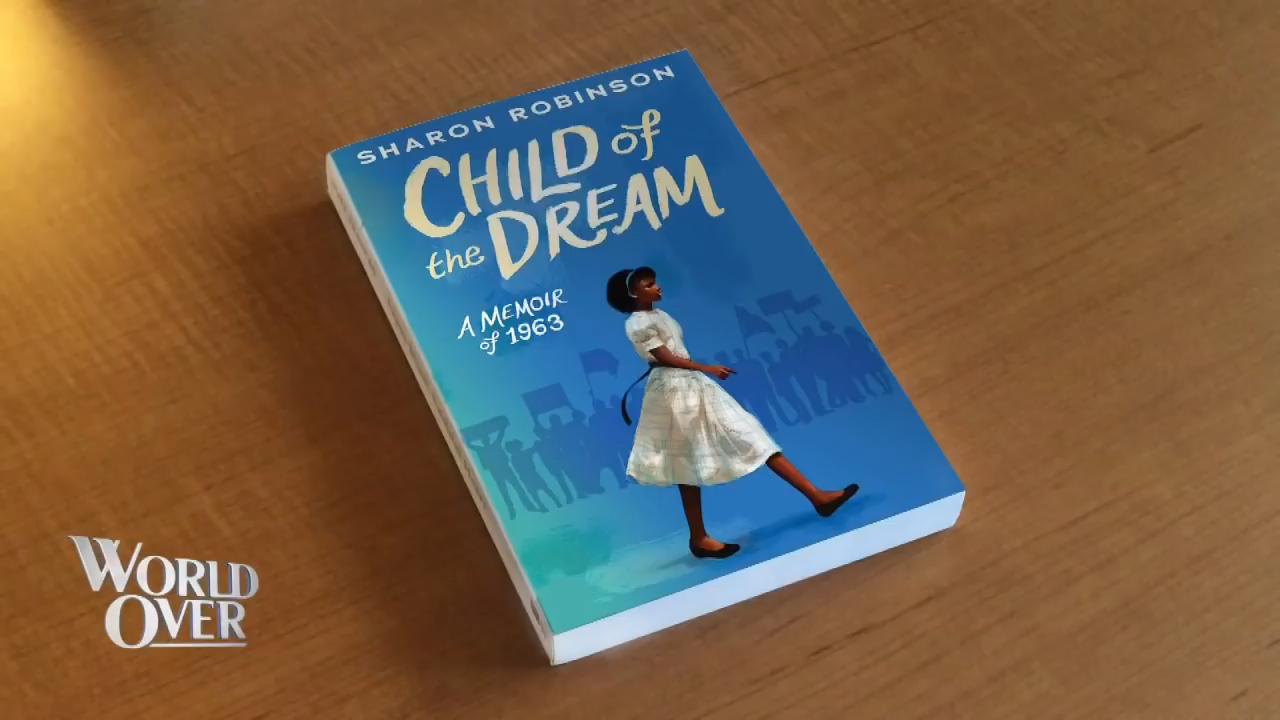 SHARON ROBINSON
CHILD of
the DREAM
A MEMOIR
of 1963
WORLD
OVER